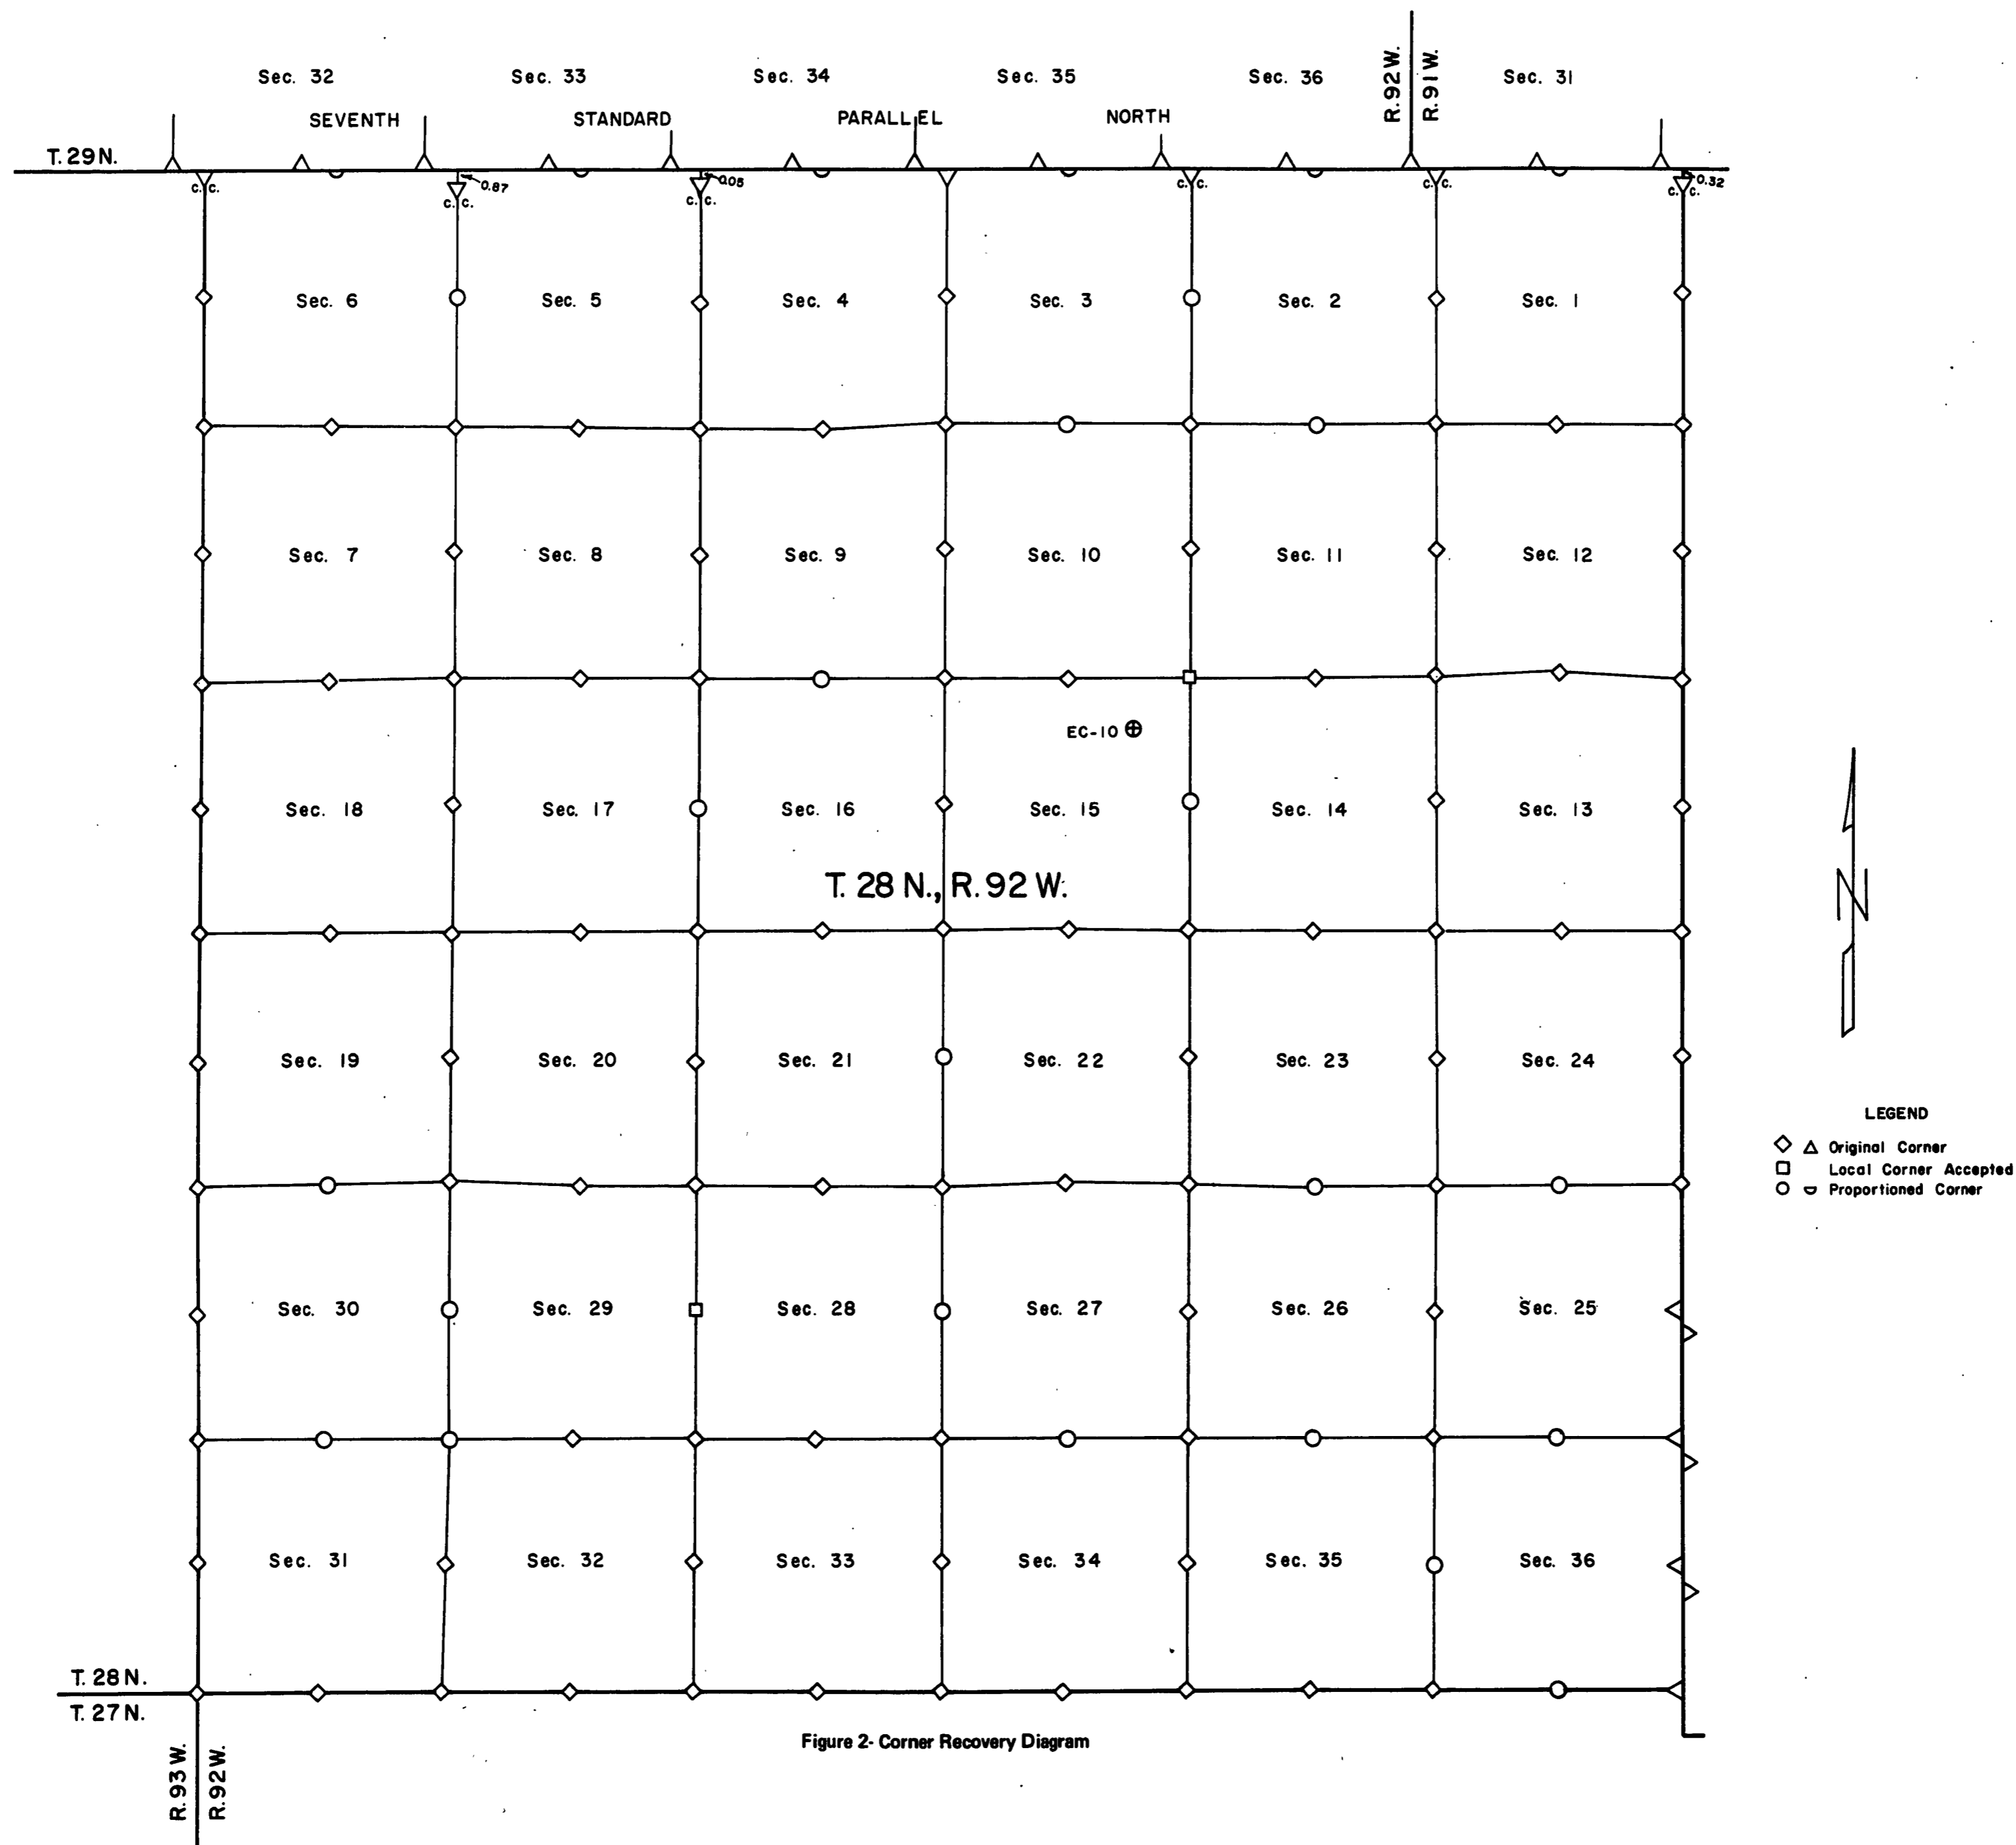 Sec. 32 Sec. 33 Sec. 34 Sec. 35 Sec. 36 R. 92 W. R. 91 W. Sec. 31
SEVENTH STANDARD PARALLEL NORTH
T. 29 N.
c. c. 0.87 c. c. 0.05 c. c. c. c. c. c. 0.32 c. c.
Sec. 6 Sec. 5 Sec. 4 Sec. 3 Sec. 2 Sec. 1
Sec. 7 Sec. 8 Sec. 9 Sec. 10 Sec. 11 Sec. 12
EC-10
Sec. 18 Sec. 17 Sec. 16 Sec. 15 Sec. 14 Sec. 13
T. 28 N., R. 92 W.
N
Sec. 19 Sec. 20 Sec. 21 Sec. 22 Sec. 23 Sec. 24
LEGEND
Original Corner
Local Corner Accepted
Proportioned Corner
Sec. 30 Sec. 29 Sec. 28 Sec. 27 Sec. 26 Sec. 25
Sec. 31 Sec. 32 Sec. 33 Sec. 34 Sec. 35 Sec. 36
T. 28 N.
T. 27 N.
R. 93 W.
R. 92 W.
Figure 2- Corner Recovery Diagram